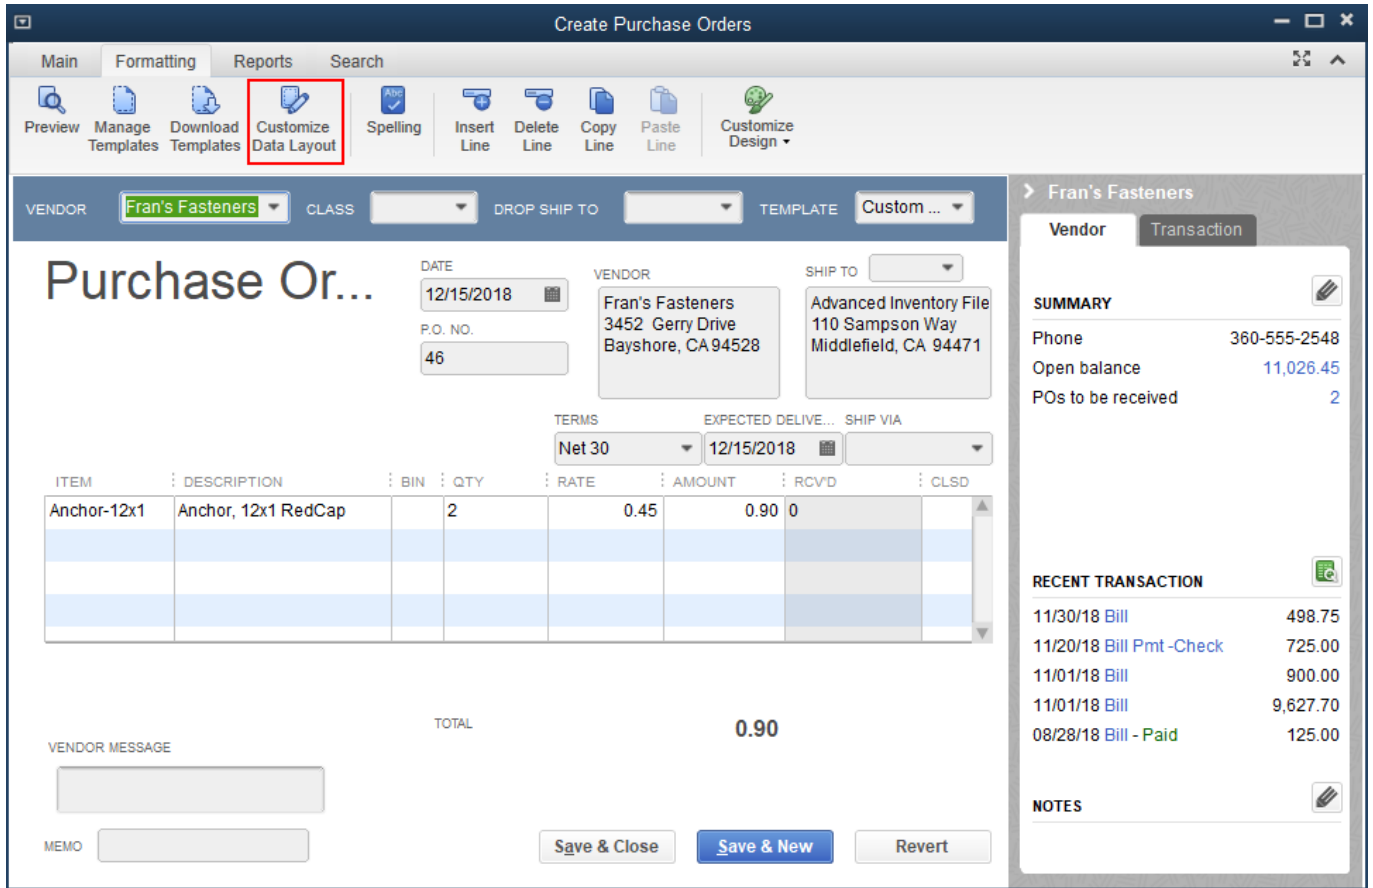 Create Purchase Orders
Main Formatting Reports Search
Preview Manage Templates Download Templates Customize Data Layout Abc Spelling Insert Line Delete Line Copy Line Paste Line Customize Design
VENDOR Fran's Fasteners CLASS DROP SHIP TO TEMPLATE Custom ...
Purchase Or...
DATE
12/15/2018
P.O. NO.
46
VENDOR
Fran's Fasteners
3452 Gerry Drive
Bayshore, CA 94528
SHIP TO
Advanced Inventory File
110 Sampson Way
Middlefield, CA 94471
TERMS EXPECTED DELIVE... SHIP VIA
Net 30 12/15/2018
ITEM DESCRIPTION BIN QTY RATE AMOUNT RCV'D CLSD
Anchor-12x1 Anchor, 12x1 RedCap 2 0.45 0.90 0
TOTAL 0.90
VENDOR MESSAGE
MEMO
Save & Close Save & New Revert
Fran's Fasteners
Vendor Transaction
SUMMARY
Phone 360-555-2548
Open balance 11,026.45
POs to be received 2
RECENT TRANSACTION
11/30/18 Bill 498.75
11/20/18 Bill Pmt -Check 725.00
11/01/18 Bill 900.00
11/01/18 Bill 9,627.70
08/28/18 Bill - Paid 125.00
NOTES